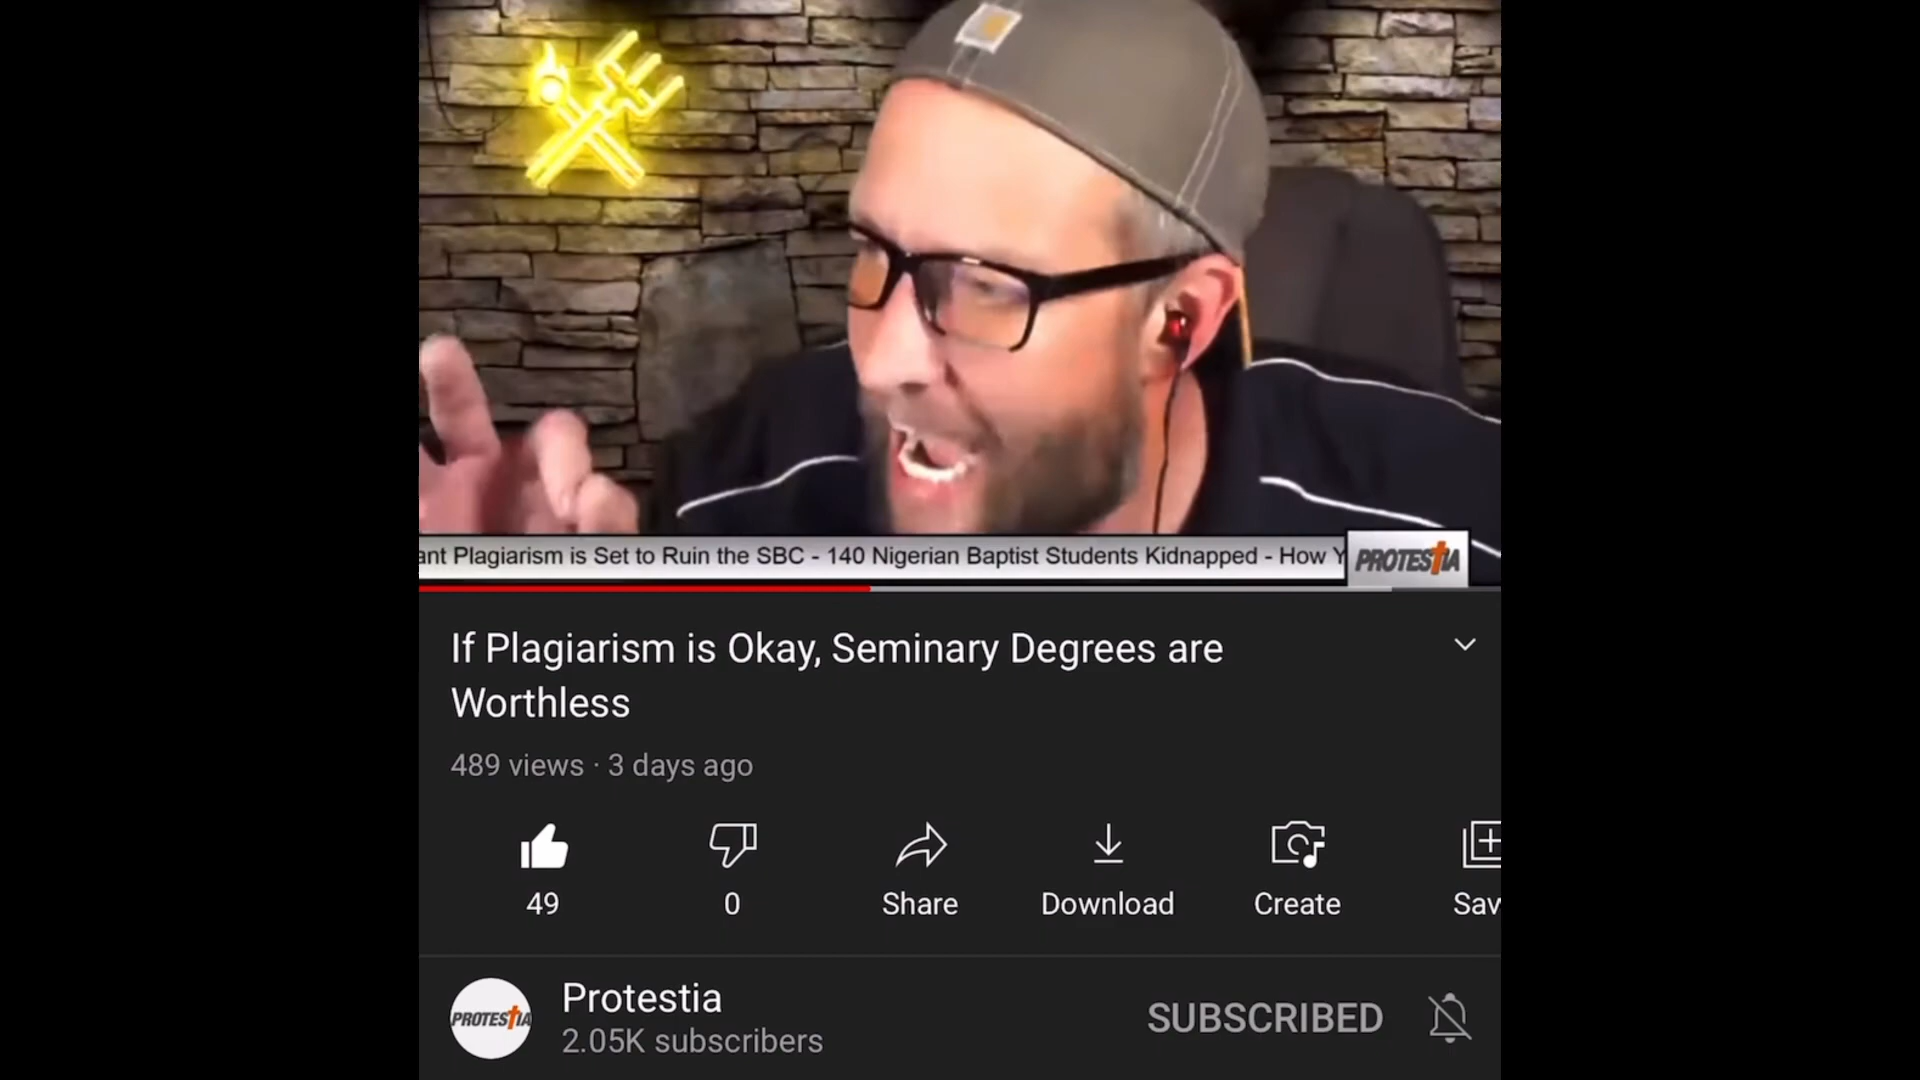 ant Plagiarism is Set to Ruin the SBC - 140 Nigerian Baptist Students Kidnapped - How Y
PROTESTIA
If Plagiarism is Okay, Seminary Degrees are
Worthless
489 views · 3 days ago
49
0
Share
Download
Create
Sav
PROTESTIA
Protestia
2.05K subscribers
SUBSCRIBED